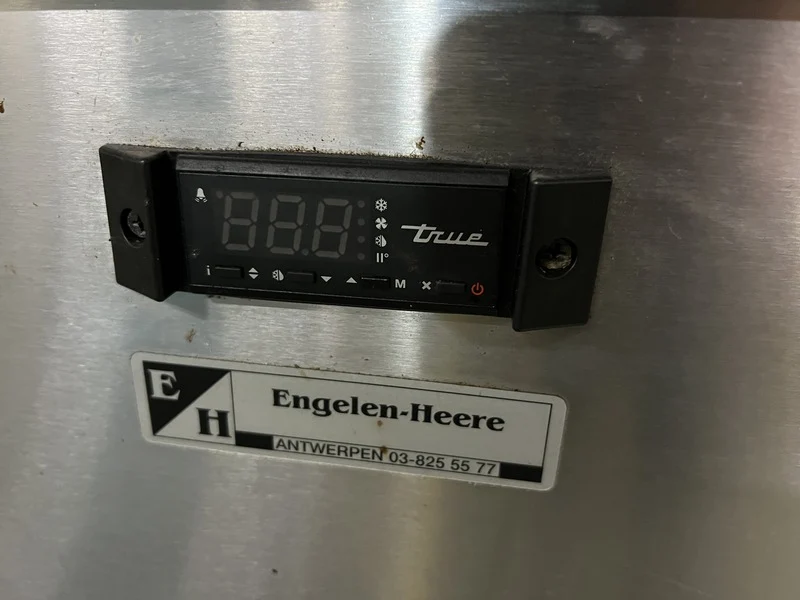 true
i
M
E
H
Engelen-Heere
ANTWERPEN 03-825 55 77